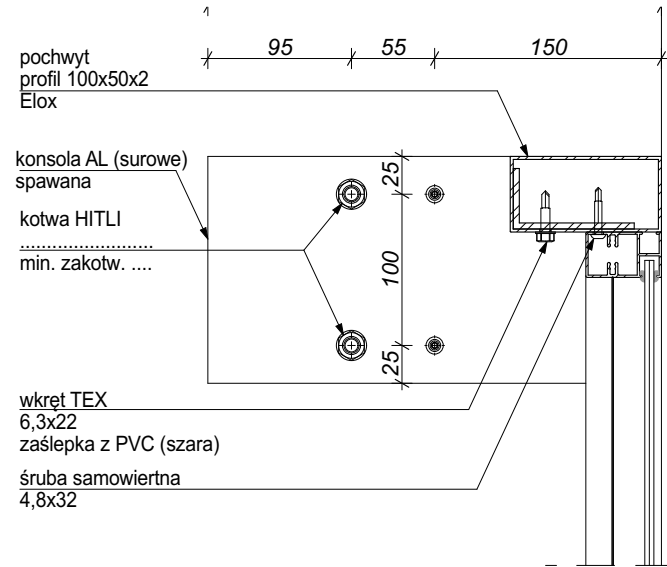 95 55 150
pochwyt
profil 100x50x2
Elox
konsola AL (surowe)
spawana
kotwa HITLI
.........................
min. zakotw. ....
25
100
25
wkręt TEX
6,3x22
zaślepka z PVC (szara)
śruba samowiertna
4,8x32